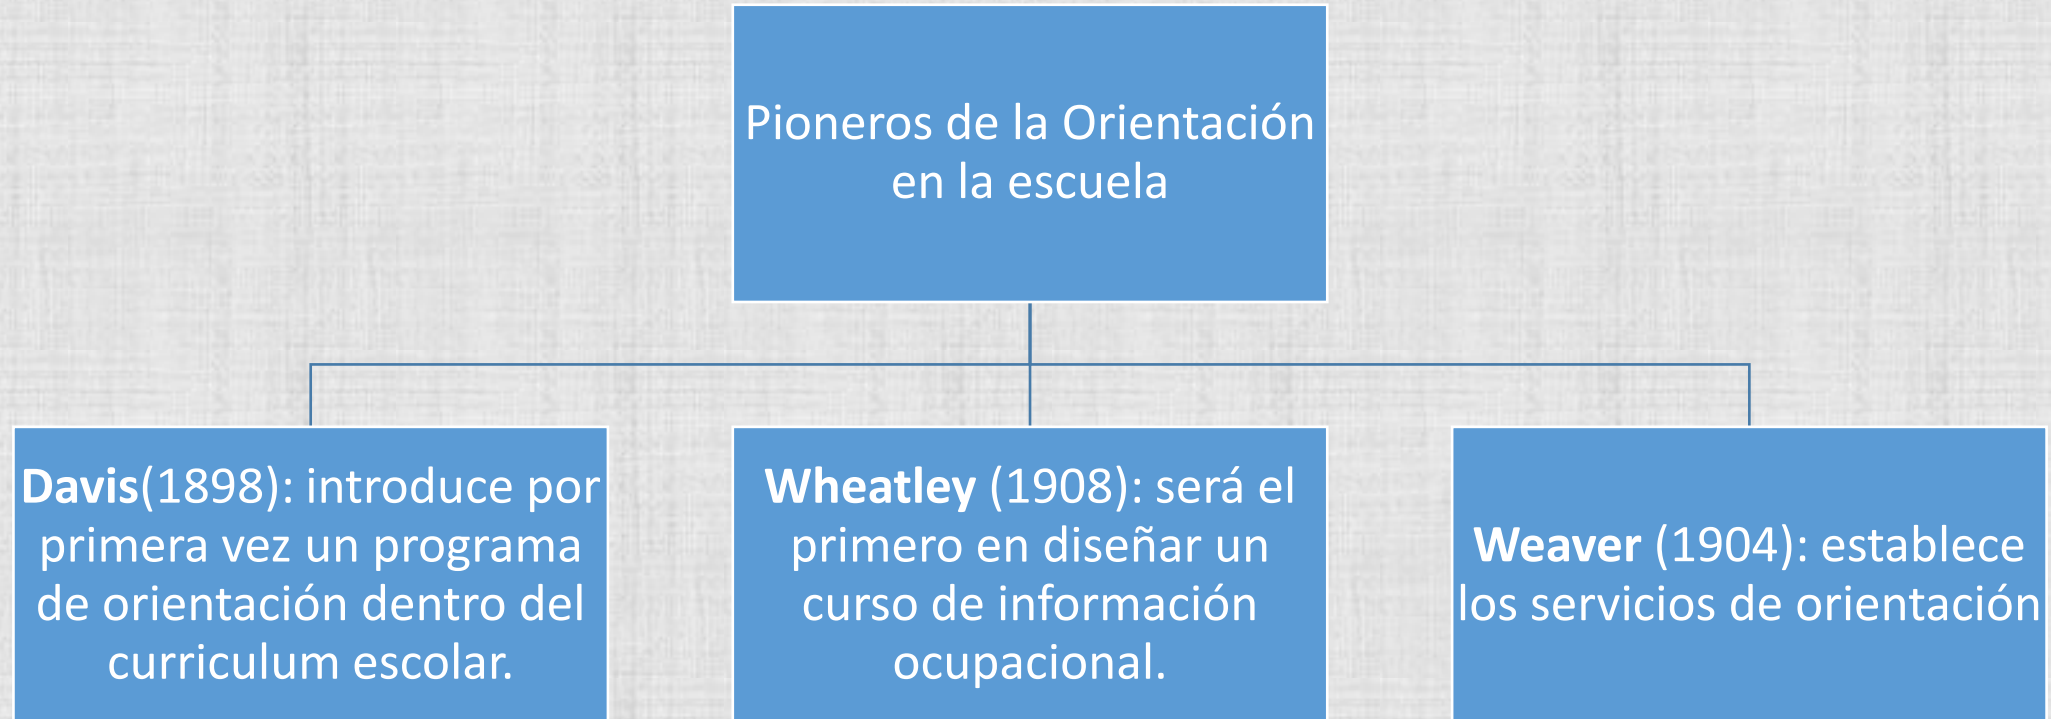 Pioneros de la Orientación
en la escuela
Davis(1898): introduce por
primera vez un programa
de orientación dentro del
curriculum escolar.
Wheatley (1908): será el
primero en diseñar un
curso de información
ocupacional.
Weaver (1904): establece
los servicios de orientación